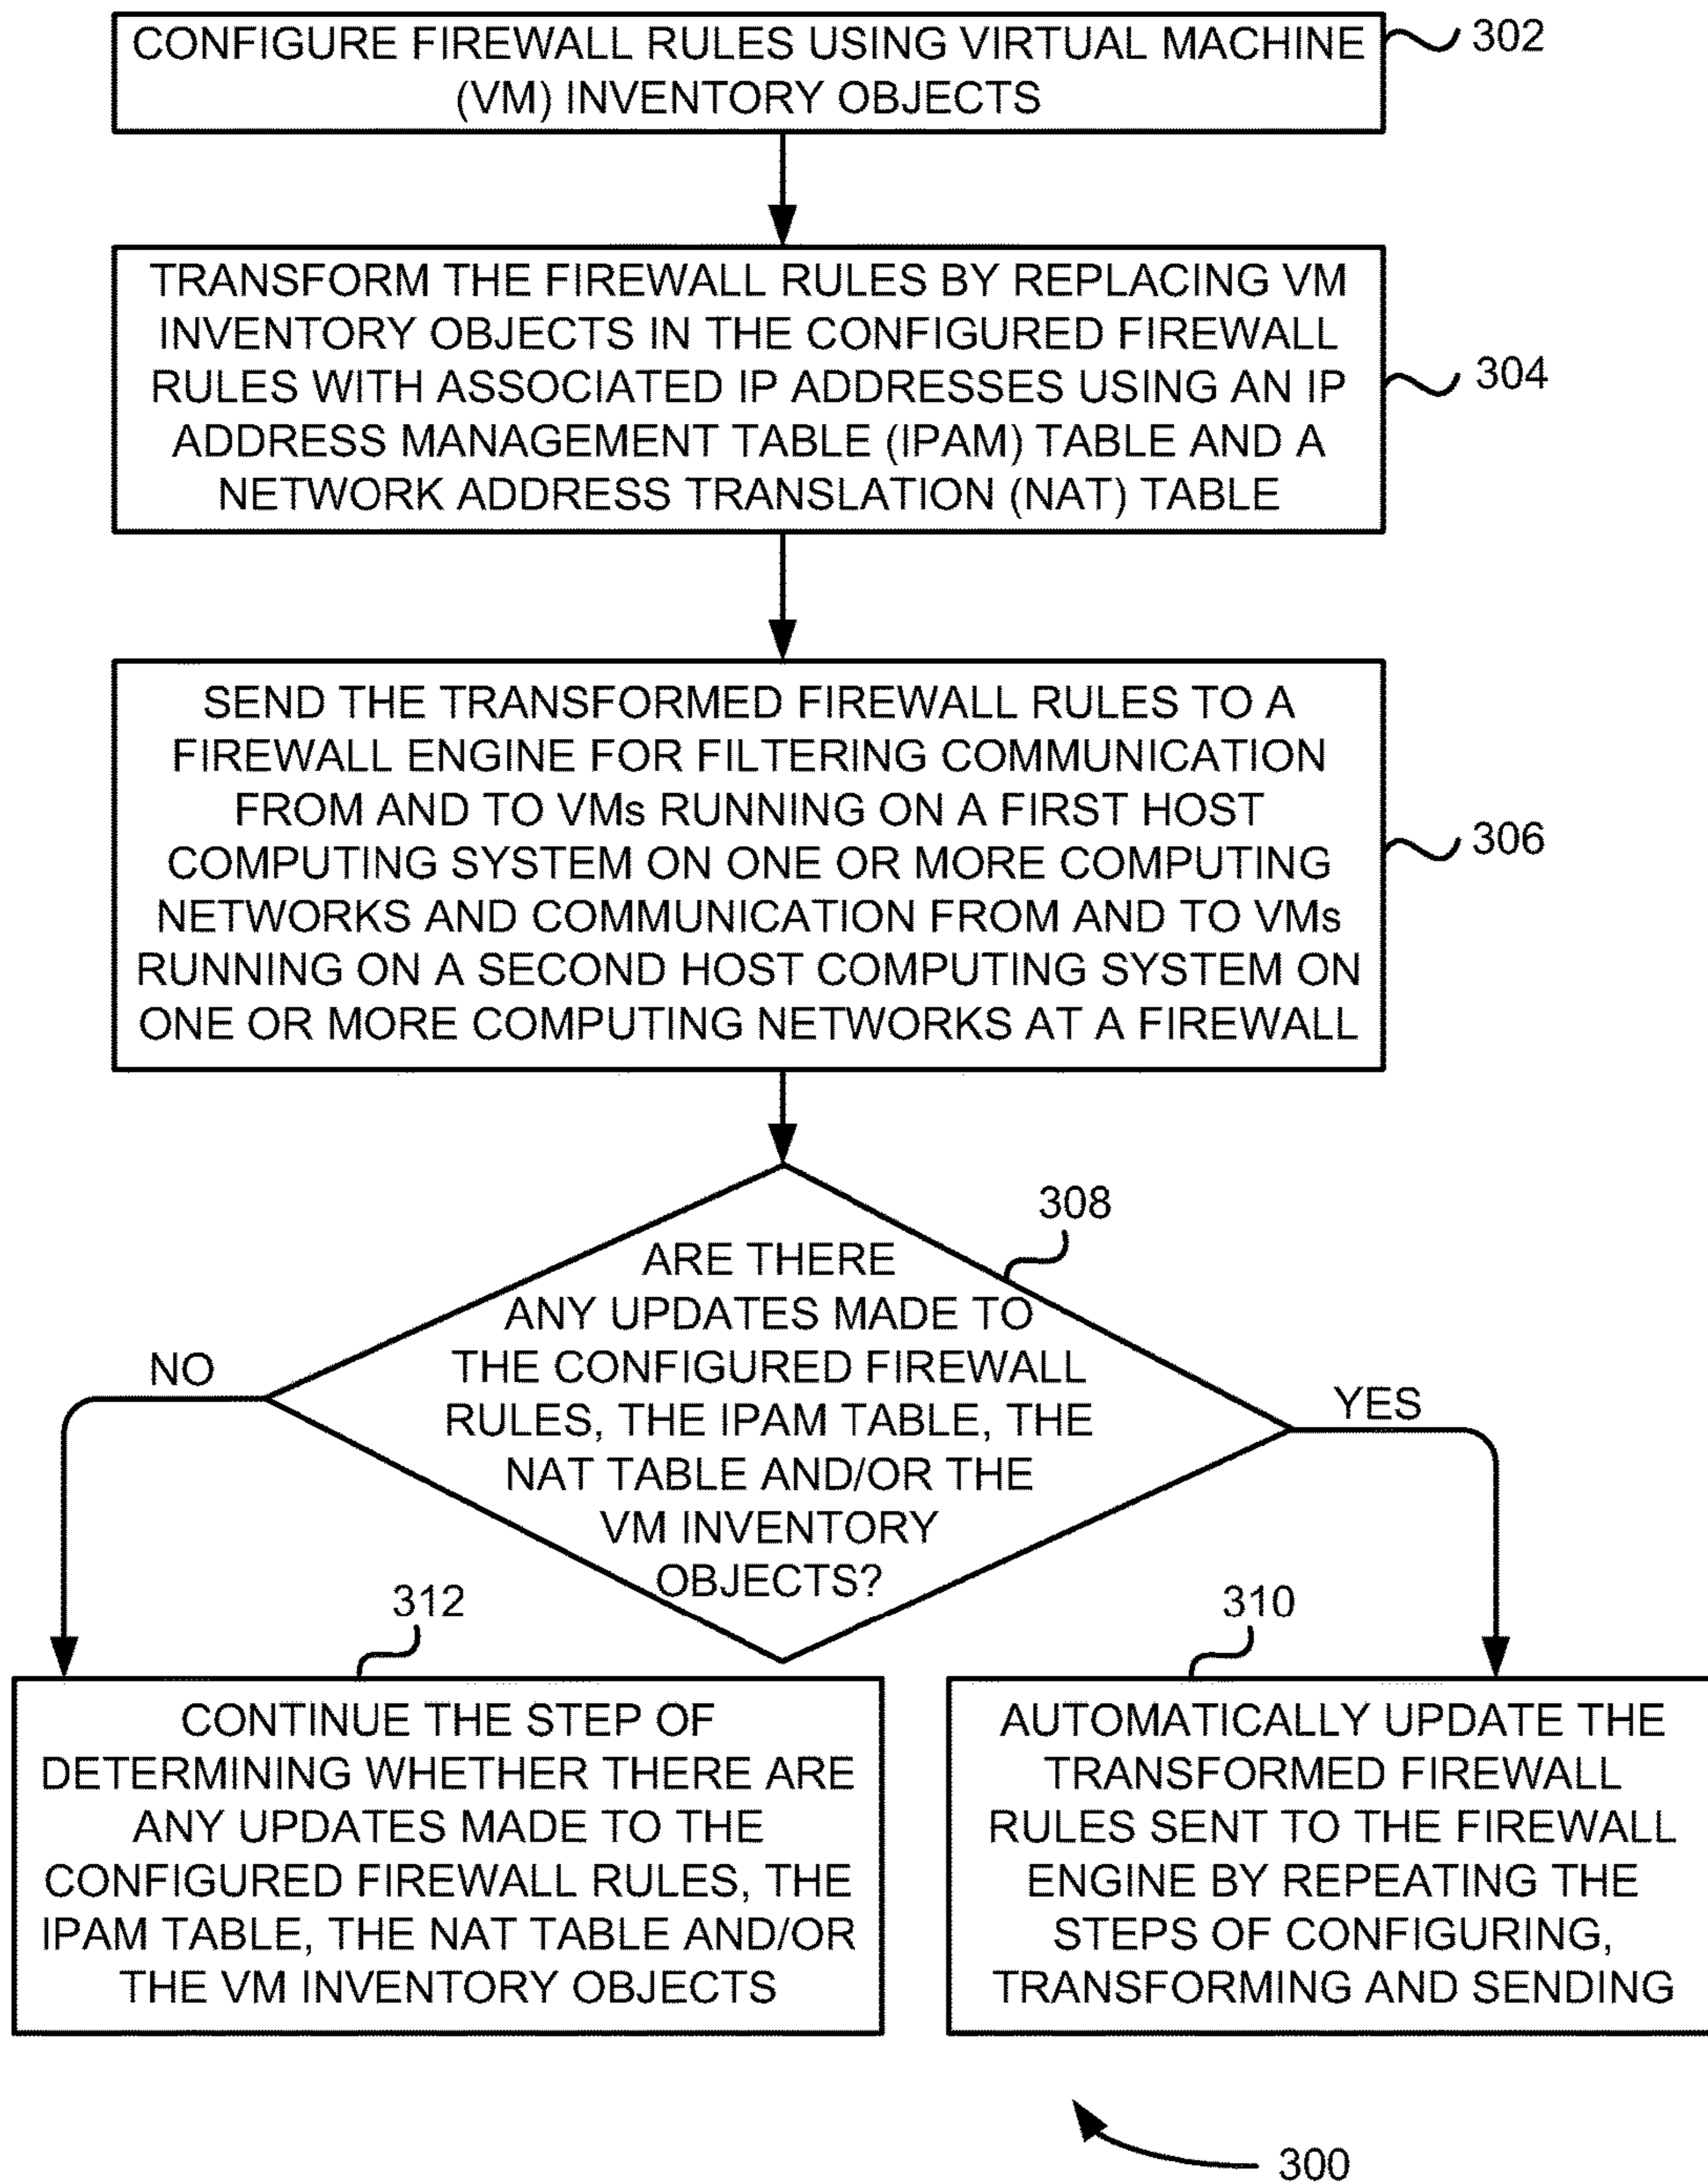 CONFIGURE FIREWALL RULES USING VIRTUAL MACHINE
(VM) INVENTORY OBJECTS
302
TRANSFORM THE FIREWALL RULES BY REPLACING VM
INVENTORY OBJECTS IN THE CONFIGURED FIREWALL
RULES WITH ASSOCIATED IP ADDRESSES USING AN IP
ADDRESS MANAGEMENT TABLE (IPAM) TABLE AND A
NETWORK ADDRESS TRANSLATION (NAT) TABLE
304
SEND THE TRANSFORMED FIREWALL RULES TO A
FIREWALL ENGINE FOR FILTERING COMMUNICATION
FROM AND TO VMs RUNNING ON A FIRST HOST
COMPUTING SYSTEM ON ONE OR MORE COMPUTING
NETWORKS AND COMMUNICATION FROM AND TO VMs
RUNNING ON A SECOND HOST COMPUTING SYSTEM ON
ONE OR MORE COMPUTING NETWORKS AT A FIREWALL
306
308
ARE THERE
ANY UPDATES MADE TO
THE CONFIGURED FIREWALL
RULES, THE IPAM TABLE, THE
NAT TABLE AND/OR THE
VM INVENTORY
OBJECTS?
NO
YES
312
CONTINUE THE STEP OF
DETERMINING WHETHER THERE ARE
ANY UPDATES MADE TO THE
CONFIGURED FIREWALL RULES, THE
IPAM TABLE, THE NAT TABLE AND/OR
THE VM INVENTORY OBJECTS
310
AUTOMATICALLY UPDATE THE
TRANSFORMED FIREWALL
RULES SENT TO THE FIREWALL
ENGINE BY REPEATING THE
STEPS OF CONFIGURING,
TRANSFORMING AND SENDING
300